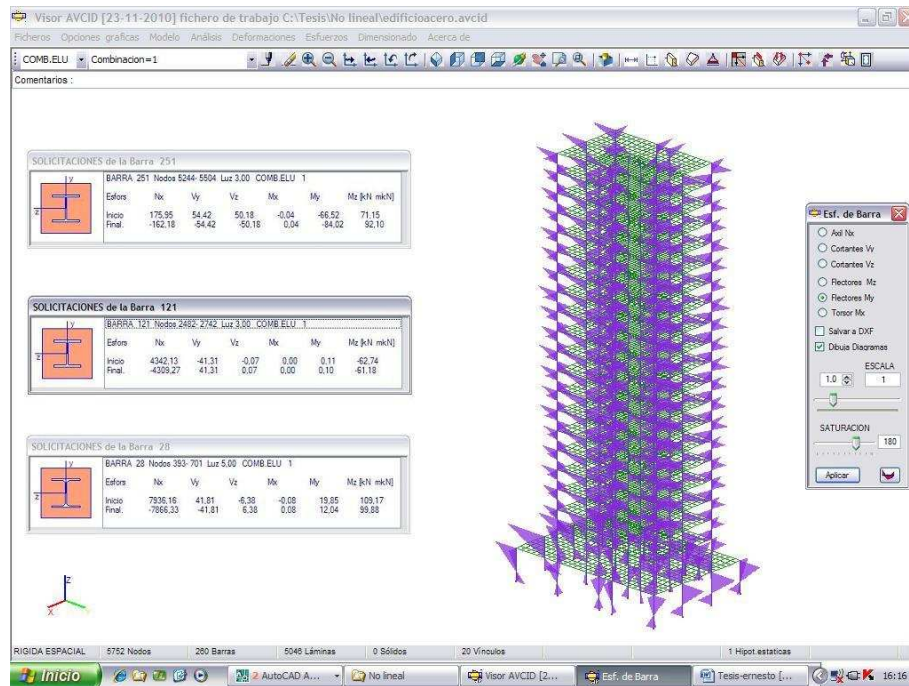 Visor AVCID [23-11-2010] fichero de trabajo C:\Tesis\No lineal\edificioacero.avcid
Ficheros Opciones graficas Modelo Análisis Deformaciones Esfuerzos Dimensionado Acerca de
COMB.ELU Combinacion=1
Comentarios :
SOLICITACIONES de la Barra 251
BARRA 251 Nodos 5244- 5504 Luz 3,00 COMB.ELU 1
Esfors Nx Vy Vz Mx My Mz [kN mkN]
Inicio 175,95 54,42 50,18 -0,04 -66,52 71,15
Final. -162,18 -54,42 -50,18 0,04 -84,02 92,10
y
z
SOLICITACIONES de la Barra 121
BARRA 121 Nodos 2482- 2742 Luz 3,00 COMB.ELU 1
Esfors Nx Vy Vz Mx My Mz [kN mkN]
Inicio 4342,13 -41,31 -0,07 0,00 0,11 -62,74
Final. -4309,27 41,31 0,07 0,00 0,10 -61,18
y
z
SOLICITACIONES de la Barra 28
BARRA 28 Nodos 393- 701 Luz 5,00 COMB.ELU 1
Esfors Nx Vy Vz Mx My Mz [kN mkN]
Inicio 7936,16 41,81 -6,38 -0,08 19,85 109,17
Final. -7866,33 -41,81 6,38 0,08 12,04 99,88
y
z
Esf. de Barra
Axil Nx
Cortantes Vy
Cortantes Vz
Flectores Mz
Flectores My
Torsor Mx
Salvar a DXF
Dibuja Diagramas
ESCALA
1.0 1
SATURACION
180
Aplicar
Z
X
RIGIDA ESPACIAL 5752 Nodos 260 Barras 5046 Láminas 0 Sólidos 20 Vínculos 1 Hipot.estaticas
Inicio 2 AutoCAD A... No lineal Visor AVCID [2... Esf. de Barra Tesis-ernesto [... 16:16